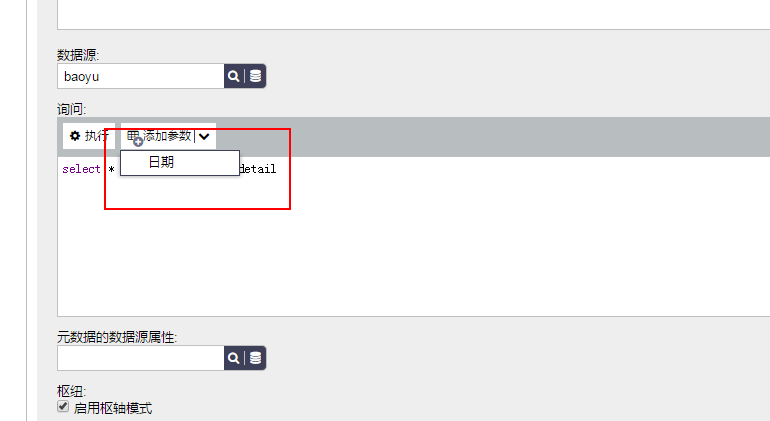 数据源:
baoyu
询问:
执行 添加参数
日期
select * detail
元数据的数据源属性:
枢纽:
启用枢轴模式